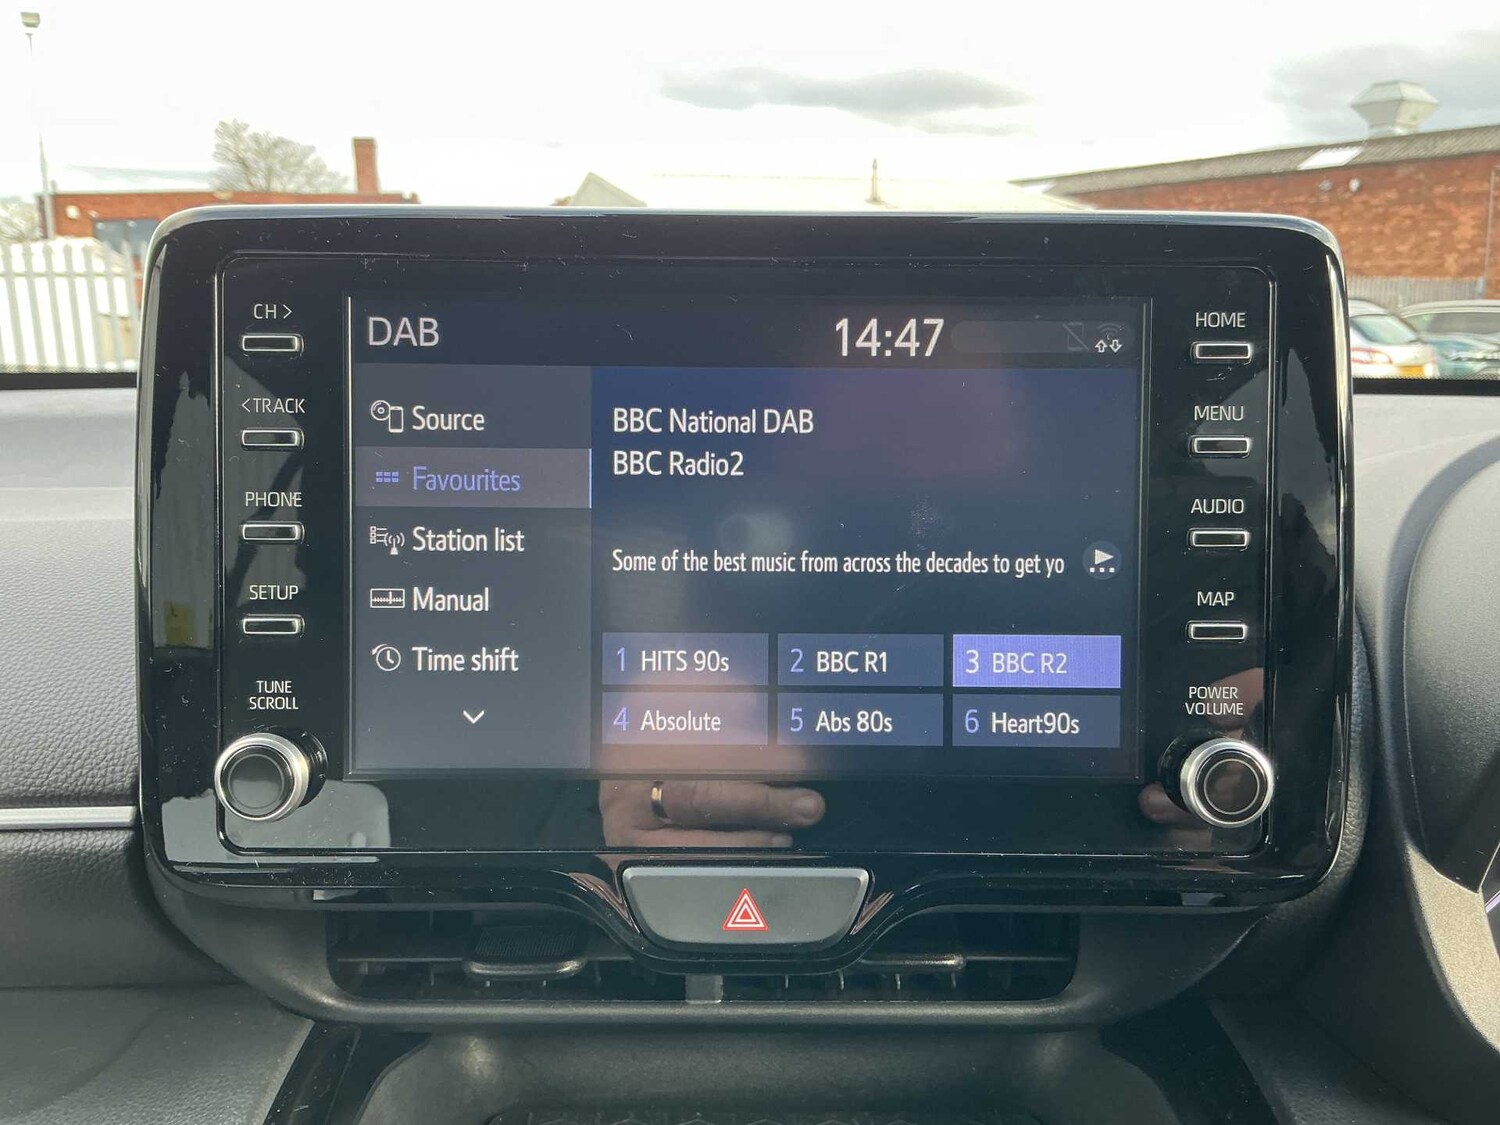 DAB
14:47
CH >
<TRACK
PHONE
SETUP
TUNE
SCROLL
Source
Favourites
Station list
Manual
Time shift
BBC National DAB
BBC Radio2
Some of the best music from across the decades to get yo
1 HITS 90s
2 BBC R1
3 BBC R2
4 Absolute
5 Abs 80s
6 Heart90s
HOME
MENU
AUDIO
MAP
POWER
VOLUME